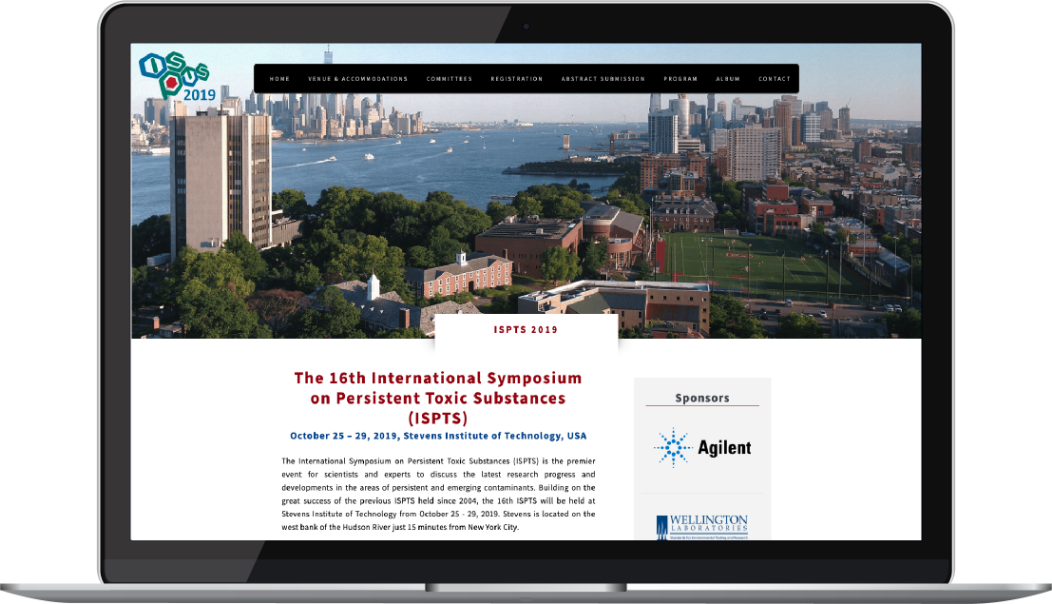 ISPTS
2019
HOME VENUE & ACCOMMODATIONS COMMITTEES REGISTRATION ABSTRACT SUBMISSION PROGRAM ALBUM CONTACT
ISPTS 2019
The 16th International Symposium
on Persistent Toxic Substances
(ISPTS)
October 25 – 29, 2019, Stevens Institute of Technology, USA
The International Symposium on Persistent Toxic Substances (ISPTS) is the premier
event for scientists and experts to discuss the latest research progress and
developments in the areas of persistent and emerging contaminants. Building on the
great success of the previous ISPTS held since 2004, the 16th ISPTS will be held at
Stevens Institute of Technology from October 25 - 29, 2019. Stevens is located on the
west bank of the Hudson River just 15 minutes from New York City.
Sponsors
Agilent
WELLINGTON
LABORATORIES